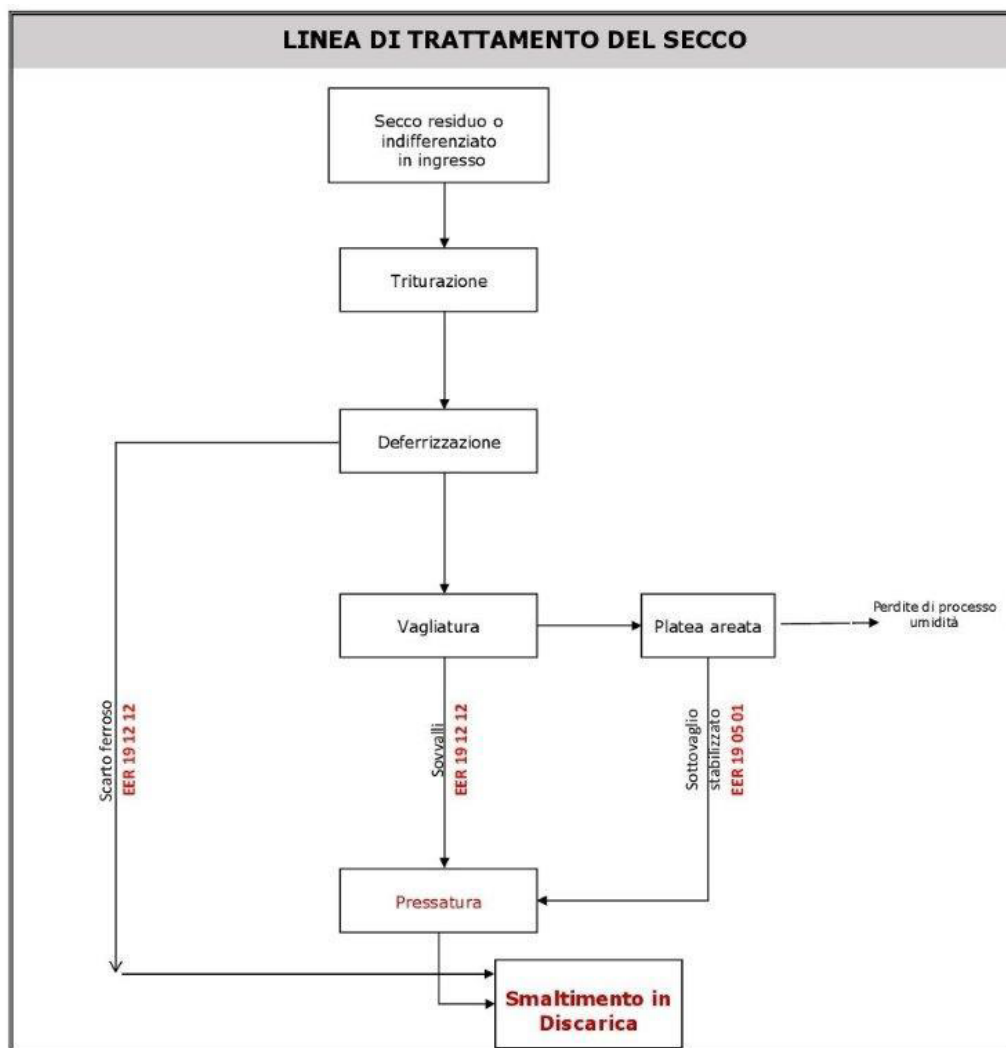 LINEA DI TRATTAMENTO DEL SECCO
Secco residuo o
indifferenziato
in ingresso
Triturazione
Deferrizzazione
Vagliatura
Platea areata
Perdite di processo
umidità
Scarto ferroso
EER 19 12 12
Sovvalli
EER 19 12 12
Sottovaglio
stabilizzato
EER 19 05 01
Pressatura
Smaltimento in
Discarica